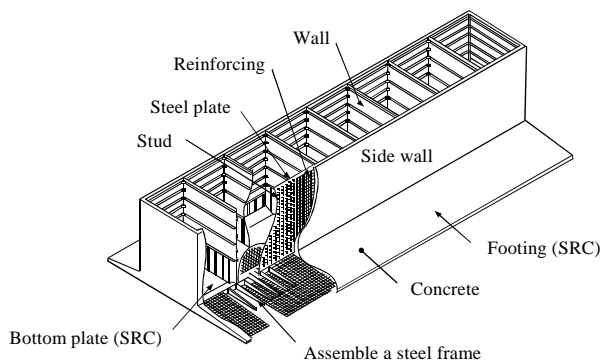 Wall
Reinforcing
Steel plate
Stud
Side wall
Footing (SRC)
Concrete
Bottom plate (SRC)
Assemble a steel frame